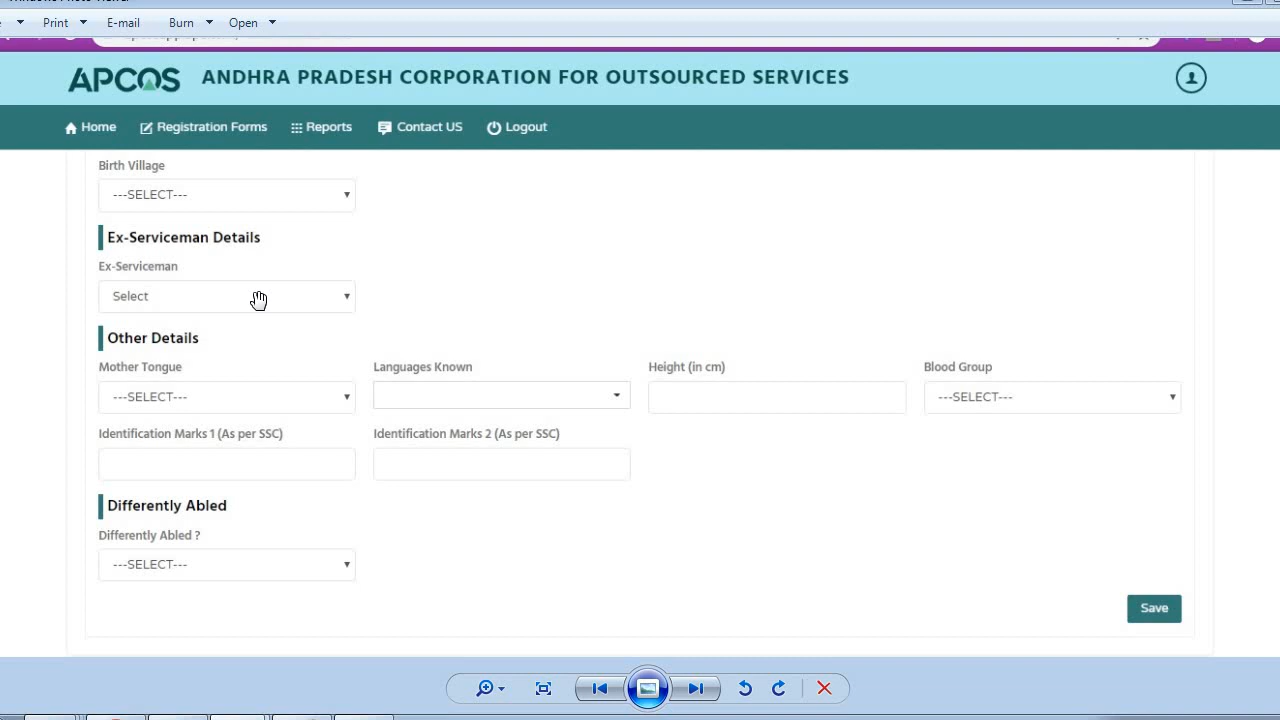 Print E-mail Burn Open
APCOS ANDHRA PRADESH CORPORATION FOR OUTSOURCED SERVICES
Home Registration Forms Reports Contact US Logout
Birth Village
---SELECT---
Ex-Serviceman Details
Ex-Serviceman
Select
Other Details
Mother Tongue Languages Known Height (in cm) Blood Group
---SELECT--- ---SELECT---
Identification Marks 1 (As per SSC) Identification Marks 2 (As per SSC)
Differently Abled
Differently Abled ?
---SELECT---
Save